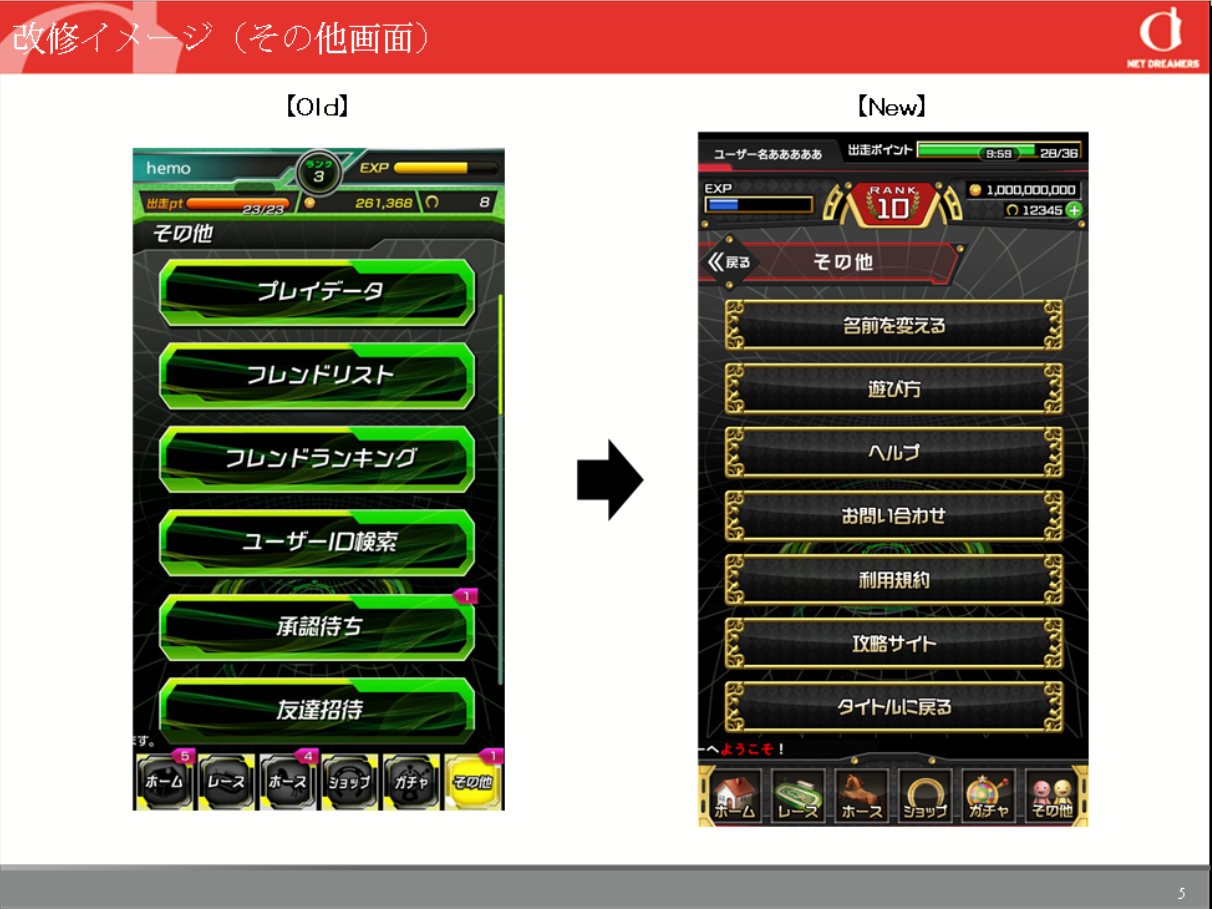 改修イメージ（その他画面）
NET DREAMERS
【Old】
hemo
ランク
3
EXP
出走pt
23/23
261,368
8
その他
プレイデータ
フレンドリスト
フレンドランキング
ユーザーID検索
1
承認待ち
友達招待
ます。
5
4
1
ホーム
レース
ホース
ショップ
ガチャ
その他
【New】
ユーザー名ああああああ
出走ポイント
9:59
28/36
EXP
RANK
10
1,000,000,000
12345
戻る
その他
名前を変える
遊び方
ヘルプ
お問い合わせ
利用規約
攻略サイト
タイトルに戻る
ーへようこそ！
ホーム
レース
ホース
ショップ
ガチャ
その他
5